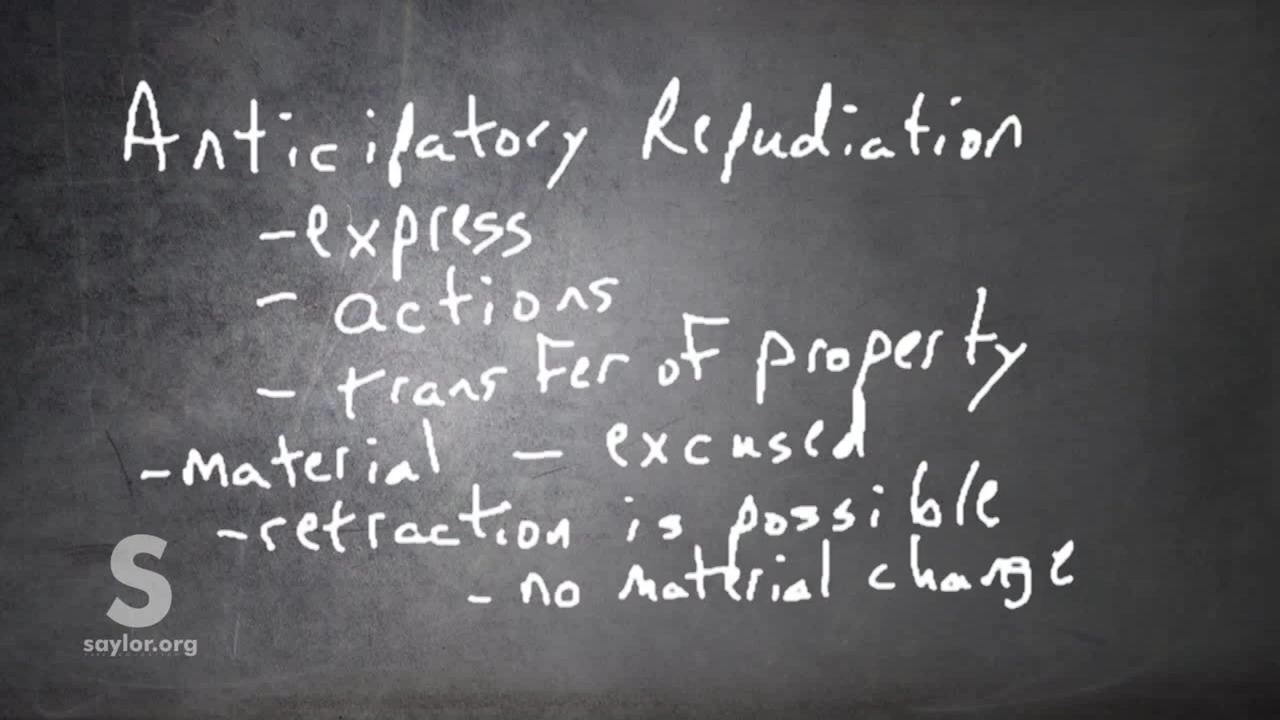 Anticipatory Repudiation
- express
- actions
- transfer of property
- material - excused
- retraction is possible
- no material change
S
saylor.org